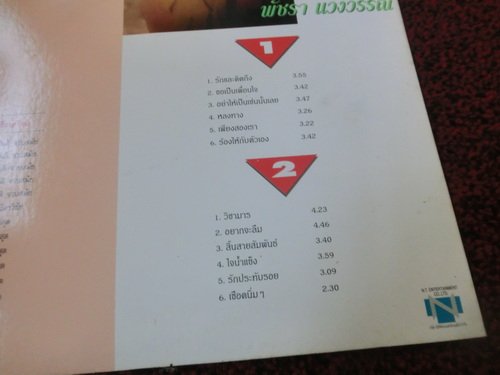 พัชรา แวงวรรณ
1
1. รักและคิดถึง 3.55
2. ขอเป็นเพื่อนใจ 3.42
3. อย่าให้เป็นเช่นนั้นเลย 3.47
4. หลงทาง 3.26
5. เพียงสองเรา 3.22
6. ร้องไห้กับตัวเอง 3.42
2
1. วิชามาร 4.23
2. อยากจะลืม 4.46
3. สิ้นสายสัมพันธ์ 3.40
4. ใจน้ำแข็ง 3.59
5. รักประทับรอย 3.09
6. เชือดนิ่มๆ 2.30
N.T. ENTERTAINMENT
CO.,LTD.